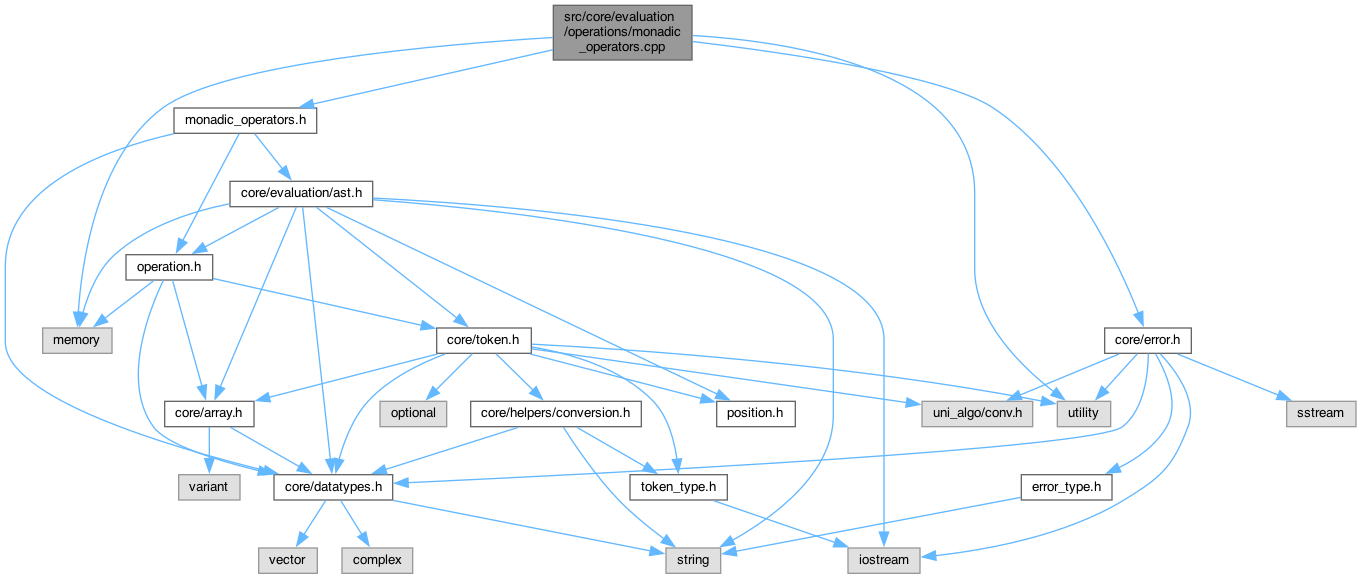 src/core/evaluation
/operations/monadic
_operators.cpp
monadic_operators.h
core/evaluation/ast.h
operation.h
memory
core/token.h
core/error.h
core/array.h
optional
core/helpers/conversion.h
position.h
uni_algo/conv.h
utility
sstream
variant
core/datatypes.h
token_type.h
error_type.h
vector
complex
string
iostream